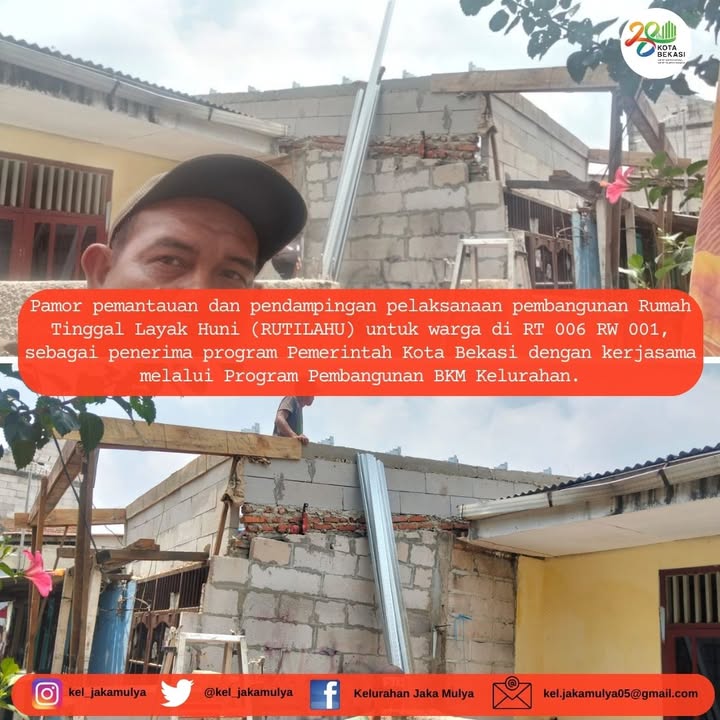 28 KOTA
BEKASI
Pamor pemantauan dan pendampingan pelaksanaan pembangunan Rumah
Tinggal Layak Huni (RUTILAHU) untuk warga di RT 006 RW 001,
sebagai penerima program Pemerintah Kota Bekasi dengan kerjasama
melalui Program Pembangunan BKM Kelurahan.
kel_jakamulya
@kel_jakamulya
Kelurahan Jaka Mulya
kel.jakamulya05@gmail.com